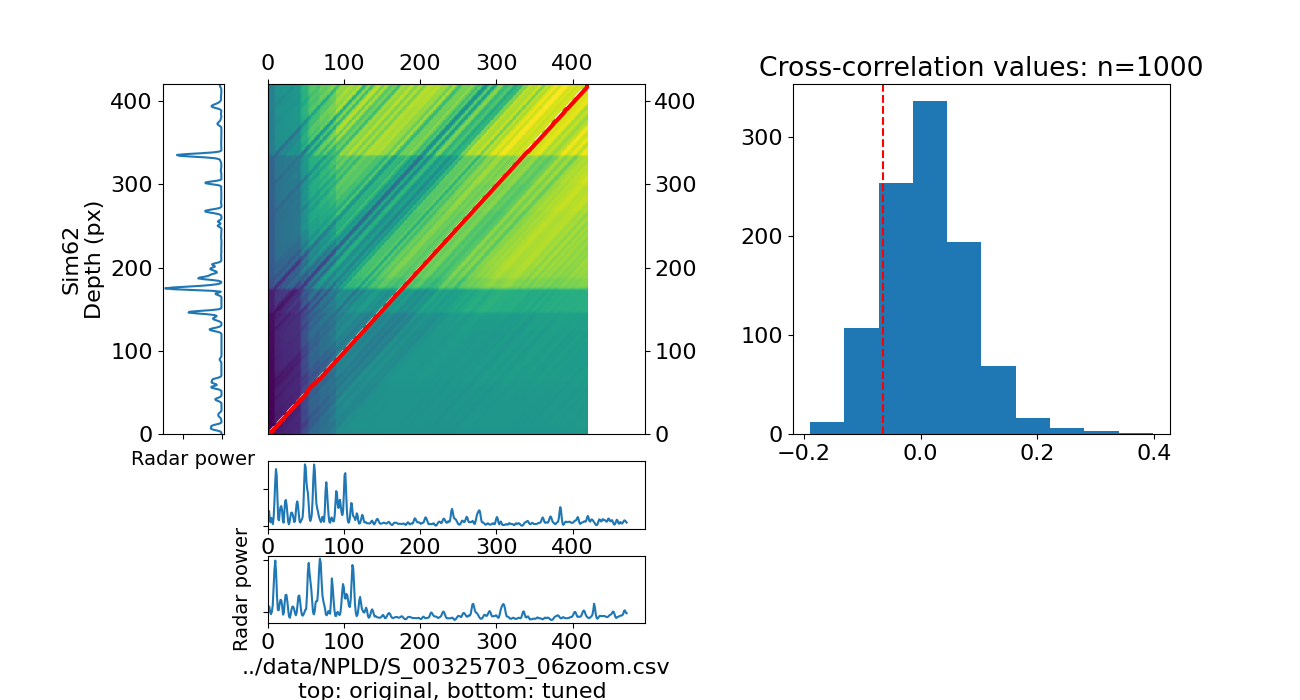 0 100 200 300 400
Cross-correlation values: n=1000
400 300 200 100 0
Sim62
Depth (px)
Radar power
400 300 200 100 0
300 200 100 0
−0.2 0.0 0.2 0.4
0 100 200 300 400
Radar power
0 100 200 300 400
../data/NPLD/S_00325703_06zoom.csv
top: original, bottom: tuned